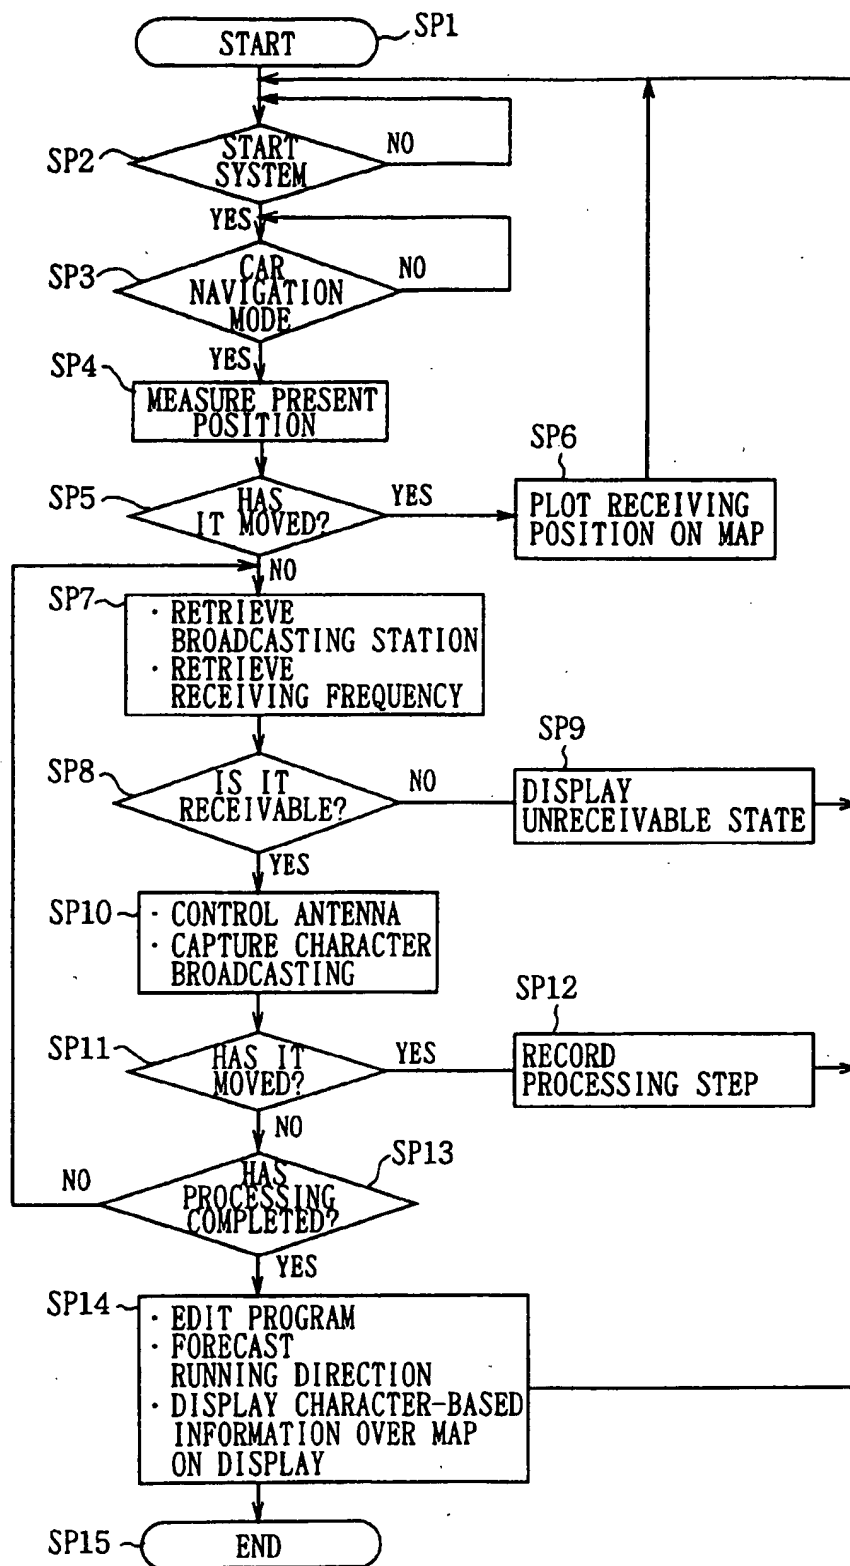 START
SP1
SP2
START
SYSTEM
NO
YES
SP3
CAR
NAVIGATION
MODE
NO
YES
SP4
MEASURE PRESENT
POSITION
SP5
HAS
IT MOVED?
YES
SP6
PLOT RECEIVING
POSITION ON MAP
NO
SP7
· RETRIEVE
BROADCASTING STATION
· RETRIEVE
RECEIVING FREQUENCY
SP8
IS IT
RECEIVABLE?
NO
SP9
DISPLAY
UNRECEIVABLE STATE
YES
SP10
· CONTROL ANTENNA
· CAPTURE CHARACTER
BROADCASTING
SP11
HAS IT
MOVED?
YES
SP12
RECORD
PROCESSING STEP
NO
SP13
HAS
PROCESSING
COMPLETED?
NO
YES
SP14
· EDIT PROGRAM
· FORECAST
RUNNING DIRECTION
· DISPLAY CHARACTER-BASED
INFORMATION OVER MAP
ON DISPLAY
SP15
END